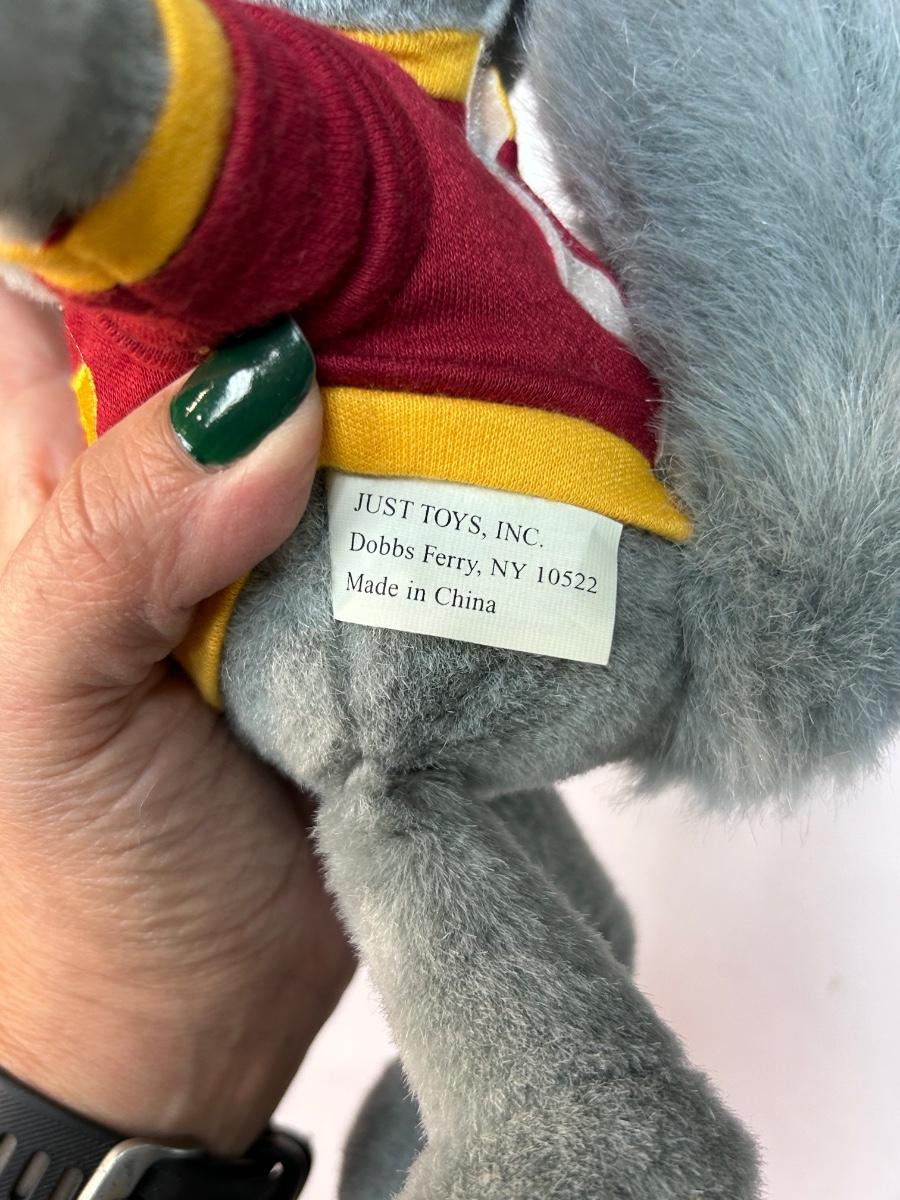 JUST TOYS, INC.
Dobbs Ferry, NY 10522
Made in China